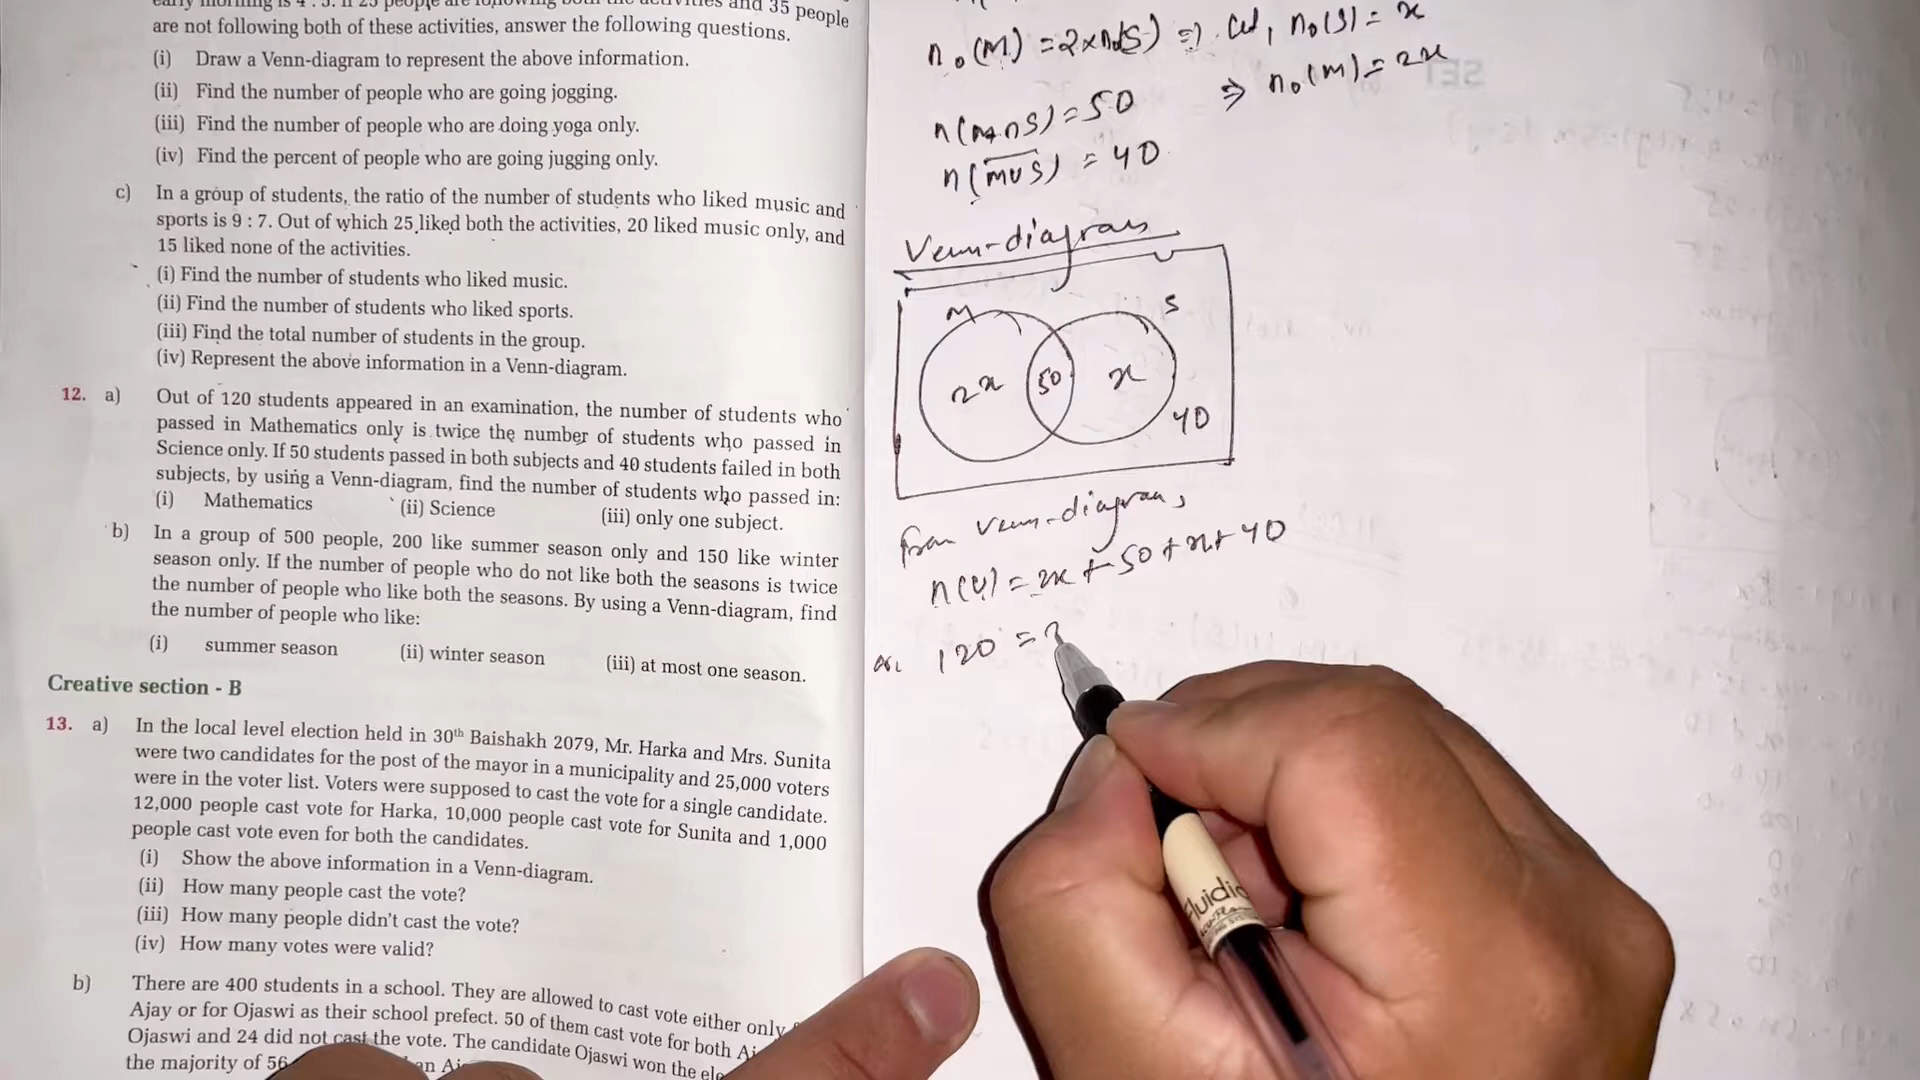 are not following both of these activities, answer the following questions.
(i) Draw a Venn-diagram to represent the above information.
(ii) Find the number of people who are going jogging.
(iii) Find the number of people who are doing yoga only.
(iv) Find the percent of people who are going jugging only.
c) In a group of students, the ratio of the number of students who liked music and
sports is 9 : 7. Out of which 25 liked both the activities, 20 liked music only, and
15 liked none of the activities.
(i) Find the number of students who liked music.
(ii) Find the number of students who liked sports.
(iii) Find the total number of students in the group.
(iv) Represent the above information in a Venn-diagram.
12. a) Out of 120 students appeared in an examination, the number of students who
passed in Mathematics only is twice the number of students who passed in
Science only. If 50 students passed in both subjects and 40 students failed in both
subjects, by using a Venn-diagram, find the number of students who passed in:
(i) Mathematics (ii) Science (iii) only one subject.
b) In a group of 500 people, 200 like summer season only and 150 like winter
season only. If the number of people who do not like both the seasons is twice
the number of people who like both the seasons. By using a Venn-diagram, find
the number of people who like:
(i) summer season (ii) winter season (iii) at most one season.
Creative section - B
13. a) In the local level election held in 30th Baishakh 2079, Mr. Harka and Mrs. Sunita
were two candidates for the post of the mayor in a municipality and 25,000 voters
were in the voter list. Voters were supposed to cast the vote for a single candidate.
12,000 people cast vote for Harka, 10,000 people cast vote for Sunita and 1,000
people cast vote even for both the candidates.
(i) Show the above information in a Venn-diagram.
(ii) How many people cast the vote?
(iii) How many people didn't cast the vote?
(iv) How many votes were valid?
b) There are 400 students in a school. They are allowed to cast vote either only
Ajay or for Ojaswi as their school prefect. 50 of them cast vote for both
Ojaswi and 24 did not cast the vote. The candidate Ojaswi won the
the majority of 56
n₀(M) = 2×n₀(S) ⇒ let, n₀(S) = x
⇒ n₀(M) = 2x
n(M∩S) = 50
n(M∪S)̅ = 40
Venn-diagram
M S
2x 50 x
40
from venn-diagram,
n(U) = 2x + 50 + x + 40
or, 120 = 3
Fluidic